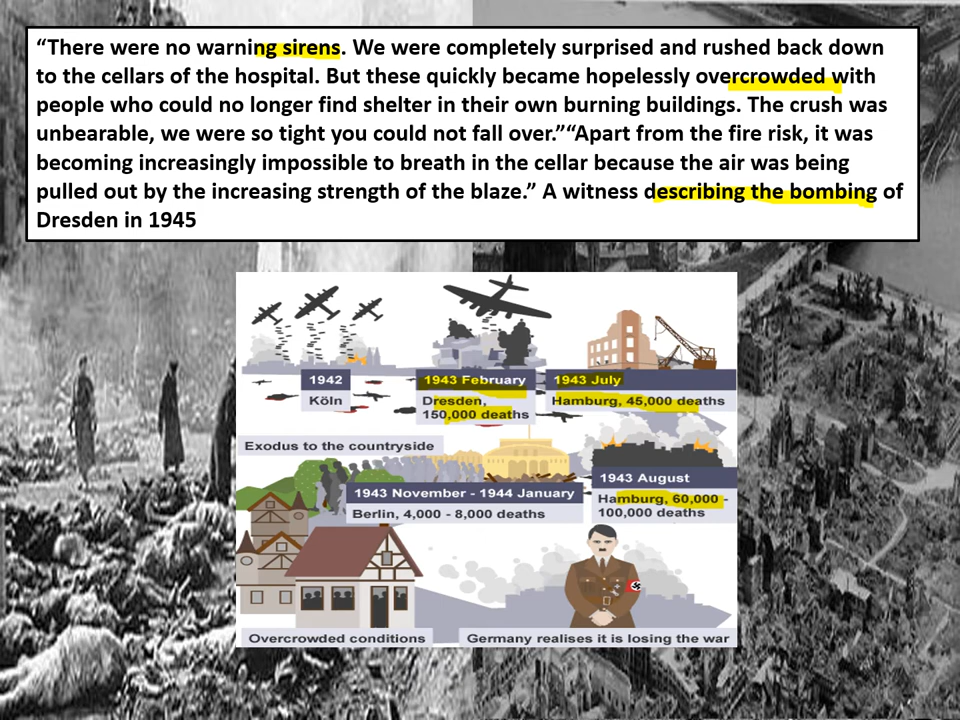 “There were no warning sirens. We were completely surprised and rushed back down
to the cellars of the hospital. But these quickly became hopelessly overcrowded with
people who could no longer find shelter in their own burning buildings. The crush was
unbearable, we were so tight you could not fall over.”“Apart from the fire risk, it was
becoming increasingly impossible to breath in the cellar because the air was being
pulled out by the increasing strength of the blaze.” A witness describing the bombing of
Dresden in 1945
1942
Köln
1943 February
Dresden,
150,000 deaths
1943 July
Hamburg, 45,000 deaths
Exodus to the countryside
1943 November - 1944 January
Berlin, 4,000 - 8,000 deaths
1943 August
Hamburg, 60,000 -
100,000 deaths
Overcrowded conditions
Germany realises it is losing the war